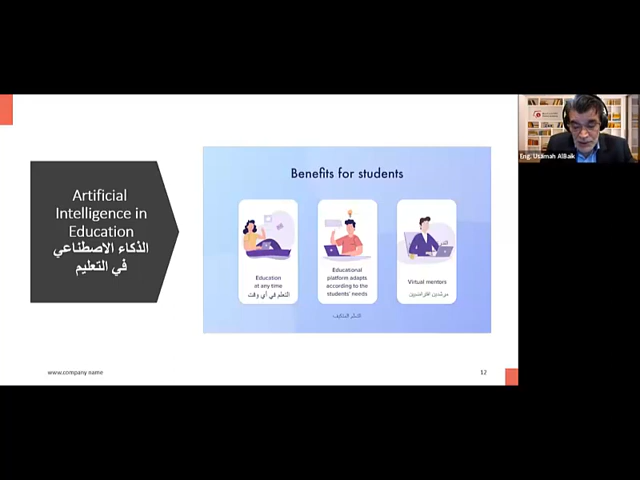 Eng. Usamah AlBaik
Artificial
Intelligence in
Education
الذكاء الاصطناعي
في التعليم
Benefits for students
Education
at any time
التعلم في أي وقت
Educational
platform adapts
according to the
students' needs
التعلم المتكيف
Virtual mentors
مرشدين افتراضيين
www.company name
12